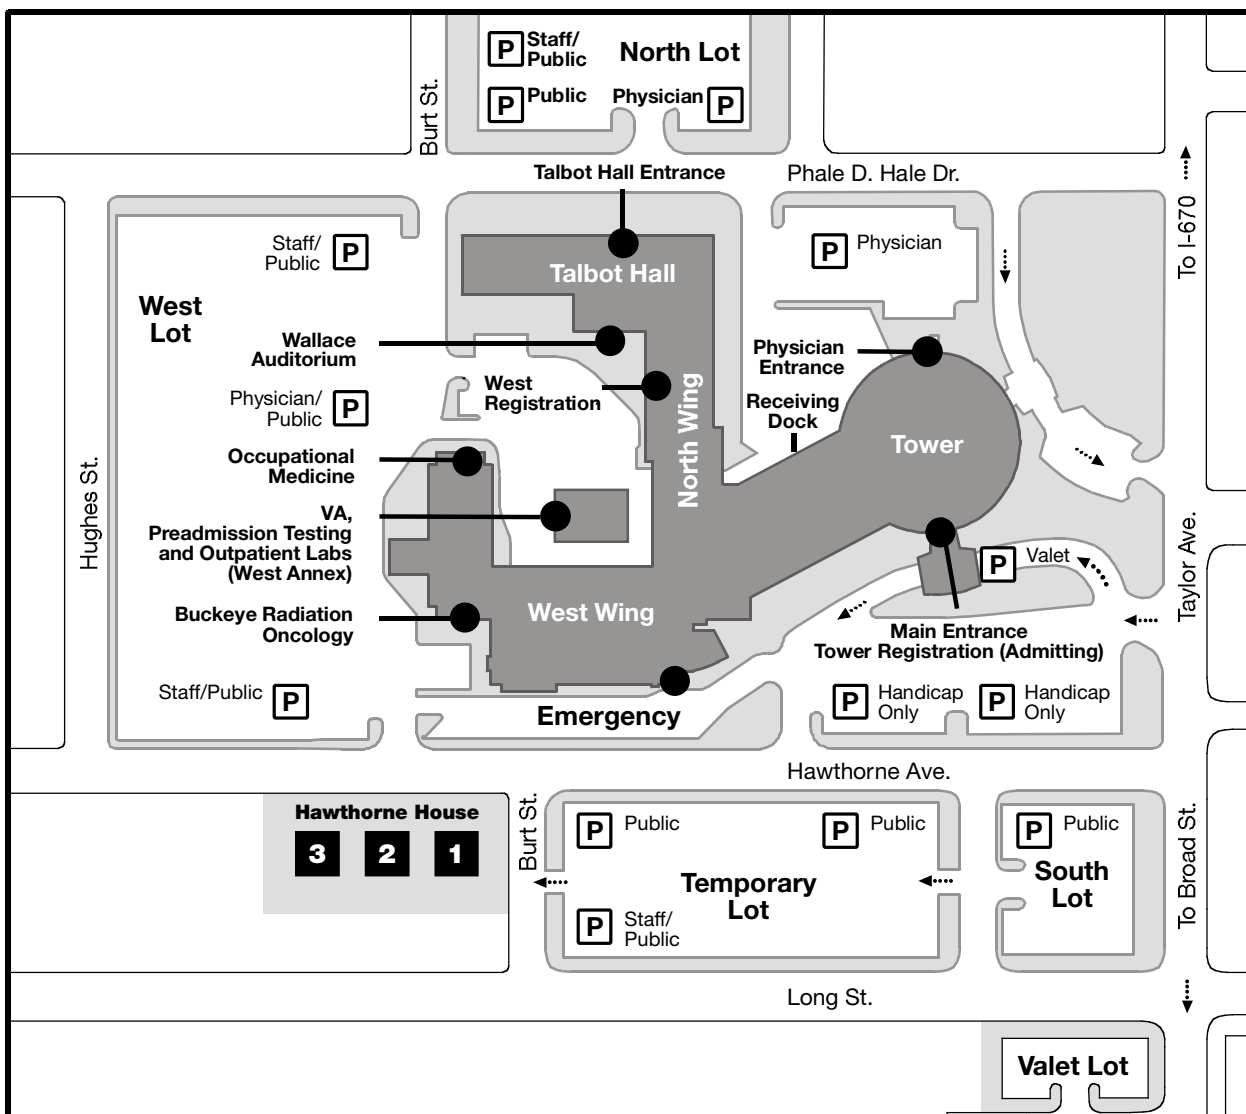 P Staff/
Public
North Lot
P Public
Physician P
Burt St.
Talbot Hall Entrance
Phale D. Hale Dr.
To I-670
Staff/
Public P
P Physician
Talbot Hall
West
Lot
Wallace
Auditorium
Physician
Entrance
West
Registration
Physician/
Public P
Receiving
Dock
North Wing
Tower
Occupational
Medicine
Hughes St.
VA,
Preadmission Testing
and Outpatient Labs
(West Annex)
P Valet
Taylor Ave.
Buckeye Radiation
Oncology
West Wing
Main Entrance
Tower Registration (Admitting)
Staff/Public P
P Handicap
Only
P Handicap
Only
Emergency
Hawthorne Ave.
Hawthorne House
3 2 1
Burt St.
P Public
P Public
P Public
Temporary
Lot
South
Lot
P Staff/
Public
To Broad St.
Long St.
Valet Lot